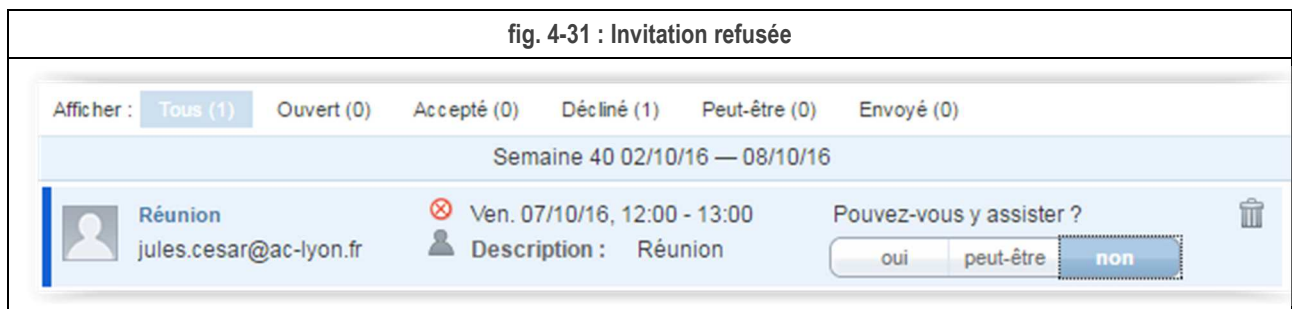 fig. 4-31 : Invitation refusée
Afficher : Tous (1) Ouvert (0) Accepté (0) Décliné (1) Peut-être (0) Envoyé (0)
Semaine 40 02/10/16 — 08/10/16
Réunion Ven. 07/10/16, 12:00 - 13:00 Pouvez-vous y assister ?
jules.cesar@ac-lyon.fr Description : Réunion oui peut-être non